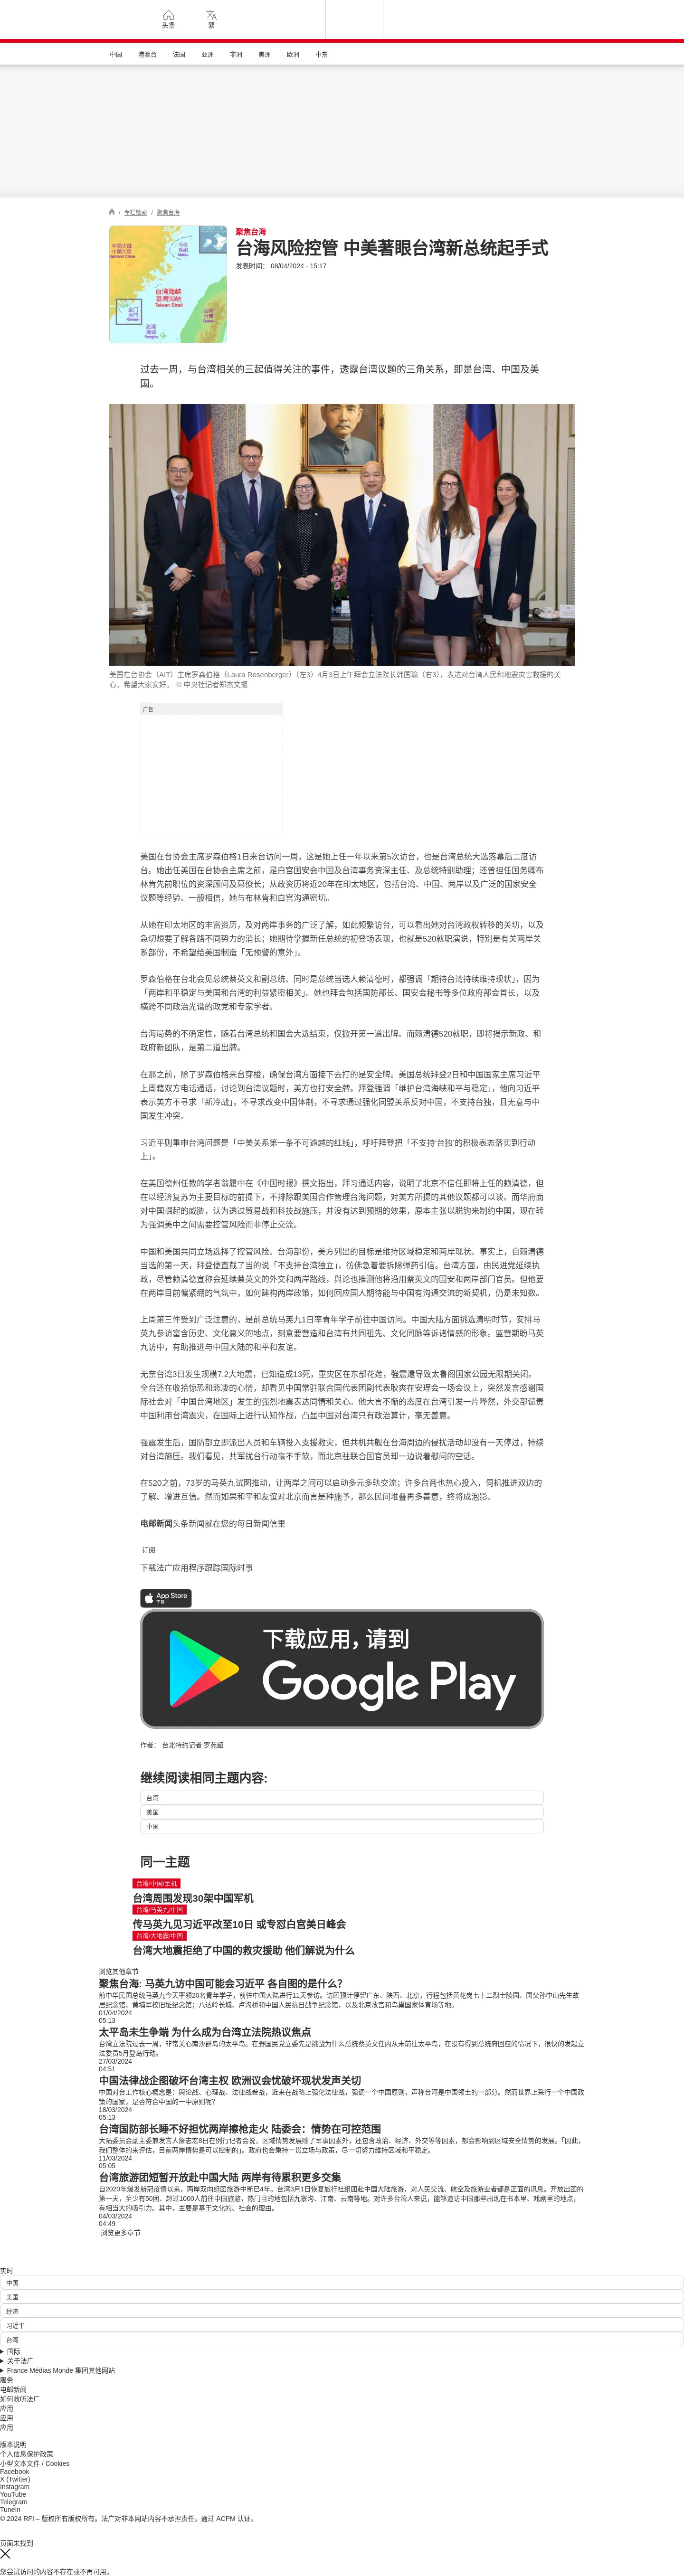 头条
繁
中国
港澳台
法国
亚洲
非洲
美洲
欧洲
中东
/ 专栏检索 / 聚焦台海
中国大陆
中國大陸
Mainland China
马祖
馬祖
Matsu
台湾海峡
臺灣海峽
Taiwan Strait
金门
金門
Kinmen
澎湖
Penghu
聚焦台海
台海风险控管 中美著眼台湾新总统起手式
发表时间： 08/04/2024 - 15:17
过去一周，与台湾相关的三起值得关注的事件，透露台湾议题的三角关系，即是台湾、中国及美
国。
美国在台协会（AIT）主席罗森伯格（Laura Rosenberger）（左3）4月3日上午拜会立法院长韩国瑜（右3），表达对台湾人民和地震灾害救援的关
心，希望大家安好。 © 中央社记者郑杰文摄
广告
美国在台协会主席罗森伯格1日来台访问一周，这是她上任一年以来第5次访台，也是台湾总统大选落幕后二度访
台。她出任美国在台协会主席之前，是白宫国安会中国及台湾事务资深主任、及总统特别助理；还曾担任国务卿布
林肯先前职位的资深顾问及幕僚长；从政资历将近20年在印太地区，包括台湾、中国、两岸以及广泛的国家安全
议题等经验。一般相信，她与布林肯和白宫沟通密切。
从她在印太地区的丰富资历，及对两岸事务的广泛了解，如此频繁访台，可以看出她对台湾政权转移的关切，以及
急切想要了解各路不同势力的消长；她期待掌握新任总统的初登场表现，也就是520就职演说，特别是有关两岸关
系部份，不希望给美国制造「无预警的意外」。
罗森伯格在台北会见总统蔡英文和副总统、同时是总统当选人赖清德时，都强调「期待台湾持续维持现状」，因为
「两岸和平稳定与美国和台湾的利益紧密相关」。她也拜会包括国防部长、国安会秘书等多位政府部会首长，以及
横跨不同政治光谱的政党和专家学者。
台海局势的不确定性，随着台湾总统和国会大选结束，仅掀开第一道出牌。而赖清德520就职，即将揭示新政、和
政府新团队，是第二道出牌。
在那之前，除了罗森伯格来台穿梭，确保台湾方面接下去打的是安全牌。美国总统拜登2日和中国国家主席习近平
上周藉双方电话通话，讨论到台湾议题时，美方也打安全牌。拜登强调「维护台湾海峡和平与稳定」，他向习近平
表示美方不寻求「新冷战」，不寻求改变中国体制，不寻求通过强化同盟关系反对中国，不支持台独，且无意与中
国发生冲突。
习近平则重申台湾问题是「中美关系第一条不可逾越的红线」，呼吁拜登把「不支持‘台独’的积极表态落实到行动
上」。
在美国德州任教的学者翁履中在《中国时报》撰文指出，拜习通话内容，说明了北京不信任即将上任的赖清德，但
在以经济复苏为主要目标的前提下，不排除跟美国合作管理台海问题，对美方所提的其他议题都可以谈。而华府面
对中国崛起的威胁，认为透过贸易战和科技战施压，并没有达到预期的效果，原本主张以脱钩来制约中国，现在转
为强调美中之间需要控管风险而非停止交流。
中国和美国共同立场选择了控管风险。台海部份，美方列出的目标是维持区域稳定和两岸现状。事实上，自赖清德
当选的第一天，拜登便直截了当的说「不支持台湾独立」，彷佛急着要拆除弹药引信。台湾方面，由民进党延续执
政，尽管赖清德宣称会延续蔡英文的外交和两岸路线，舆论也推测他将沿用蔡英文的国安和两岸部门官员。但他要
在两岸目前偏紧绷的气氛中，如何建构两岸政策，如何回应国人期待能与中国有沟通交流的新契机，仍是未知数。
上周第三件受到广泛注意的，是前总统马英九1日率青年学子前往中国访问。中国大陆方面挑选清明时节，安排马
英九参访富含历史、文化意义的地点，刻意要营造和台湾有共同祖先、文化同脉等诉诸情感的形象。蓝营期盼马英
九访中，有助推进与中国大陆的和平和友谊。
无奈台湾3日发生规模7.2大地震，已知造成13死，重灾区在东部花莲，強震還导致太鲁阁国家公园无限期关闭。
全台还在收拾惊恐和悲凄的心情，却看见中国常驻联合国代表团副代表耿爽在安理会一场会议上，突然发言感谢国
际社会对「中国台湾地区」发生的强烈地震表达同情和关心。他大言不惭的态度在台湾引发一片哗然，外交部谴责
中国利用台湾震灾，在国际上进行认知作战，凸显中国对台湾只有政治算计，毫无善意。
强震发生后，国防部立即派出人员和车辆投入支援救灾，但共机共舰在台海周边的侵扰活动却没有一天停过，持续
对台湾施压。我们看见，共军扰台行动毫不手软，而北京驻联合国官员却一边说着慰问的空话。
在520之前，73岁的马英九试图推动，让两岸之间可以启动多元多轨交流；许多台商也热心投入，伺机推进双边的
了解、增进互信。然而如果和平和友谊对北京而言是种施予，那么民间堆叠再多善意，终将成泡影。
电邮新闻头条新闻就在您的每日新闻信里
订阅
下载法广应用程序跟踪国际时事
App Store
下载
下载应用，请到
Google Play
作者： 台北特约记者 罗苑韶
继续阅读相同主题内容:
台湾
美国
中国
同一主题
台湾/中国/军机
台湾周围发现30架中国军机
台湾/马英九/中国
传马英九见习近平改至10日 或专怼白宫美日峰会
台湾/大地震/中国
台湾大地震拒绝了中国的救灾援助 他们解说为什么
浏览其他章节
聚焦台海: 马英九访中国可能会习近平 各自图的是什么？
前中华民国总统马英九今天率领20名青年学子，前往中国大陆进行11天参访。访团预计停留广东、陕西、北京，行程包括黄花岗七十二烈士陵园、国父孙中山先生故
居纪念馆、黄埔军校旧址纪念馆；八达岭长城、卢沟桥和中国人民抗日战争纪念馆，以及北京故宫和鸟巢国家体育场等地。
01/04/2024
05:13
太平岛未生争端 为什么成为台湾立法院热议焦点
台湾立法院过去一周，非常关心南沙群岛的太平岛。在野国民党立委先是挑战为什么总统蔡英文任内从未前往太平岛，在没有得到总统府回应的情况下，很快的发起立
法委员5月登岛行动。
27/03/2024
04:51
中国法律战企图破坏台湾主权 欧洲议会忧破坏现状发声关切
中国对台工作核心概念是：舆论战、心理战、法律战叁战，近来在战略上强化法律战，强调一个中国原则，声称台湾是中国领土的一部分。然而世界上采行一个中国政
策的国家，是否符合中国的一中原则呢？
18/03/2024
05:13
台湾国防部长睡不好担忧两岸擦枪走火 陆委会：情势在可控范围
大陆委员会副主委兼发言人詹志宏8日在例行记者会说，区域情势发展除了军事因素外，还包含政治、经济、外交等等因素，都会影响到区域安全情势的发展。「因此，
我们整体的来评估，目前两岸情势是可以控制的」。政府也会秉持一贯立场与政策，尽一切努力维持区域和平稳定。
11/03/2024
05:05
台湾旅游团短暂开放赴中国大陆 两岸有待累积更多交集
自2020年爆发新冠疫情以来，两岸双向组团旅游中断已4年。台湾3月1日恢复旅行社组团赴中国大陆旅游，对人民交流、航空及旅游业者都是正面的讯息。开放出团的
第一天，至少有50团、超过1000人前往中国旅游，热门目的地包括九寨沟、江南、云南等地。对许多台湾人来说，能够造访中国那些出现在书本里、戏剧里的地点，
有相当大的吸引力。其中，主要是基于文化的、社会的理由。
04/03/2024
04:49
浏览更多章节
实时
中国
美国
经济
习近平
台湾
国际
关于法广
France Médias Monde 集团其他网站
服务
电邮新闻
如何收听法广
应用
应用
应用
版本说明
个人信息保护政策
小型文本文件 / Cookies
Facebook
X (Twitter)
Instagram
YouTube
Telegram
TuneIn
© 2024 RFI – 版权所有版权所有。法广对非本网站内容不承担责任。通过 ACPM 认证。
页面未找到
您尝试访问的内容不存在或不再可用。